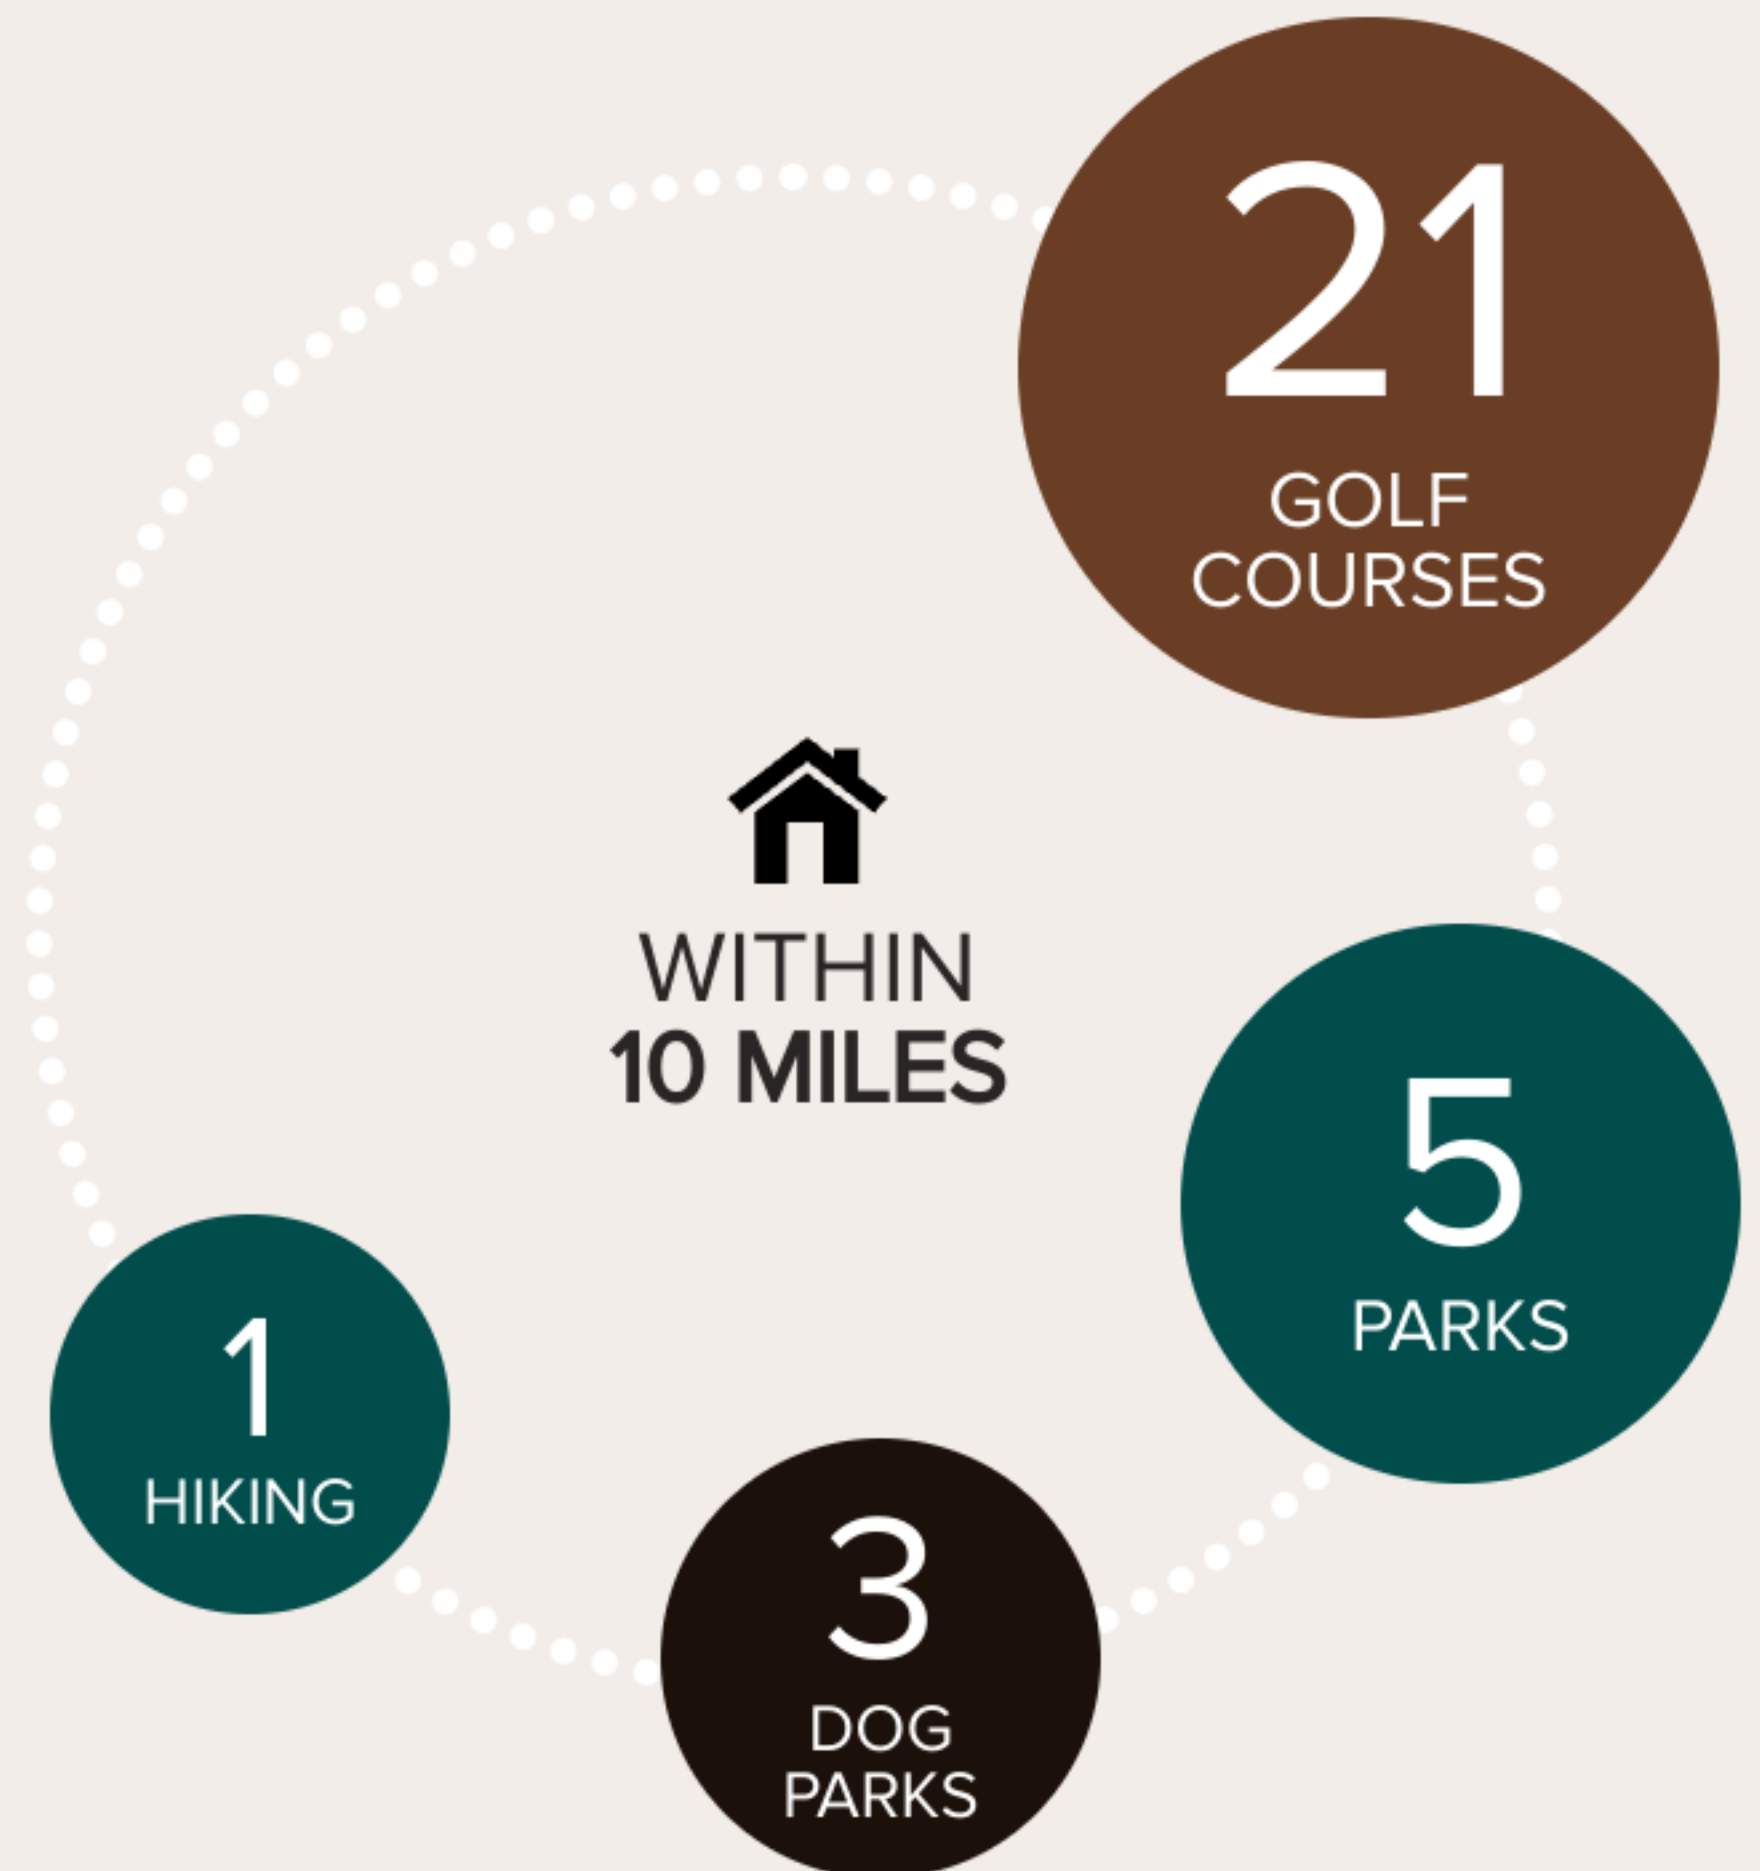 21
GOLF
COURSES
WITHIN
10 MILES
5
PARKS
1
HIKING
3
DOG
PARKS